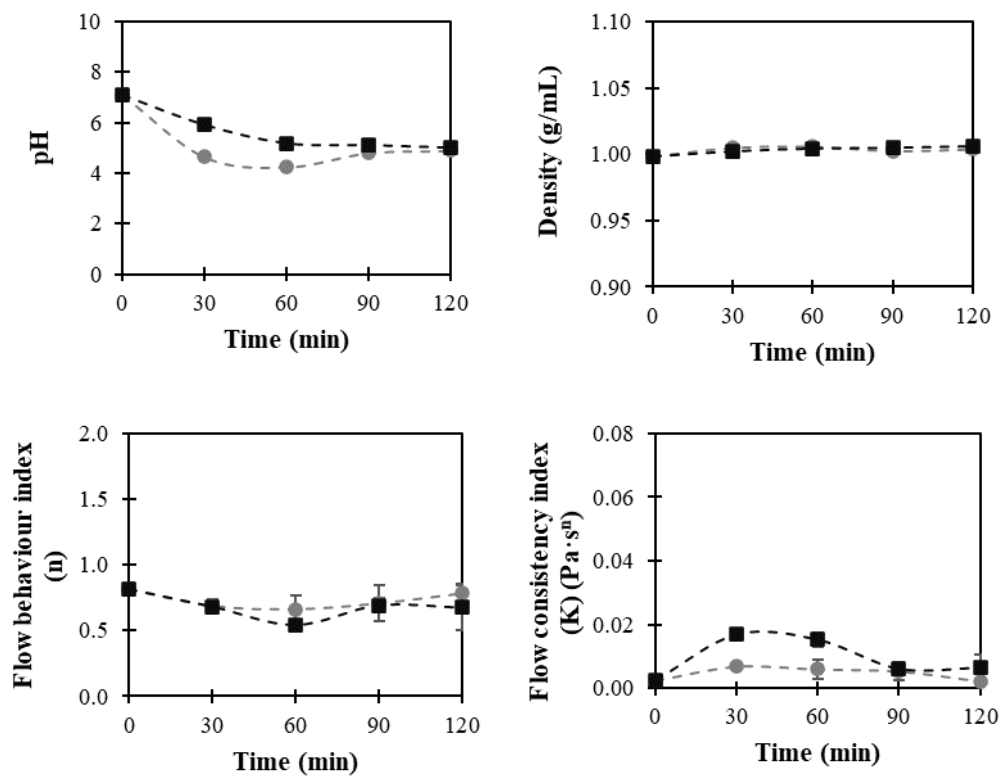 10
8
6
4
2
0
pH
0 30 60 90 120
Time (min)
1.10
1.05
1.00
0.95
0.90
Density (g/mL)
0 30 60 90 120
Time (min)
2.0
1.5
1.0
0.5
0.0
Flow behaviour index
(n)
0 30 60 90 120
Time (min)
0.08
0.06
0.04
0.02
0.00
Flow consistency index
(K) (Pa·sⁿ)
0 30 60 90 120
Time (min)